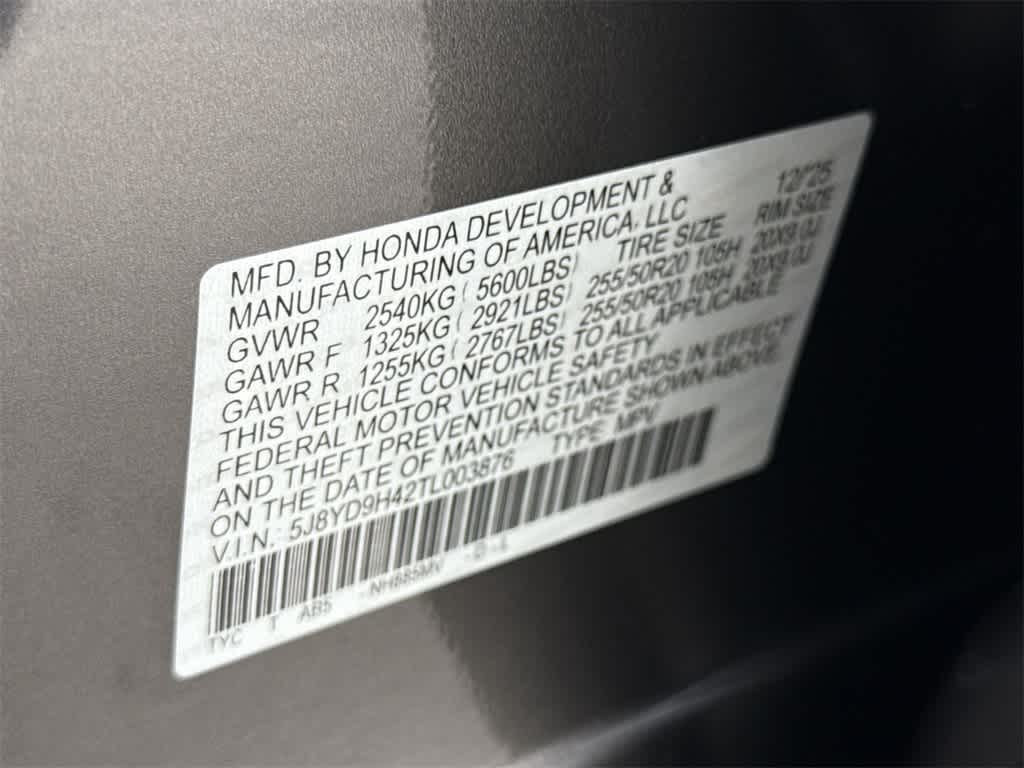 MFD. BY HONDA DEVELOPMENT & 12/25
MANUFACTURING OF AMERICA, LLC
GVWR 2540KG ( 5600LBS) TIRE SIZE RIM SIZE
GAWR F 1325KG ( 2921LBS) 255/50R20 105H 20X9.0J
GAWR R 1255KG ( 2767LBS) 255/50R20 105H 20X9.0J
THIS VEHICLE CONFORMS TO ALL APPLICABLE
FEDERAL MOTOR VEHICLE SAFETY
AND THEFT PREVENTION STANDARDS IN EFFECT
ON THE DATE OF MANUFACTURE SHOWN ABOVE.
V.I.N.: 5J8YD9H42TL003876 TYPE: MPV
TYC T AB5